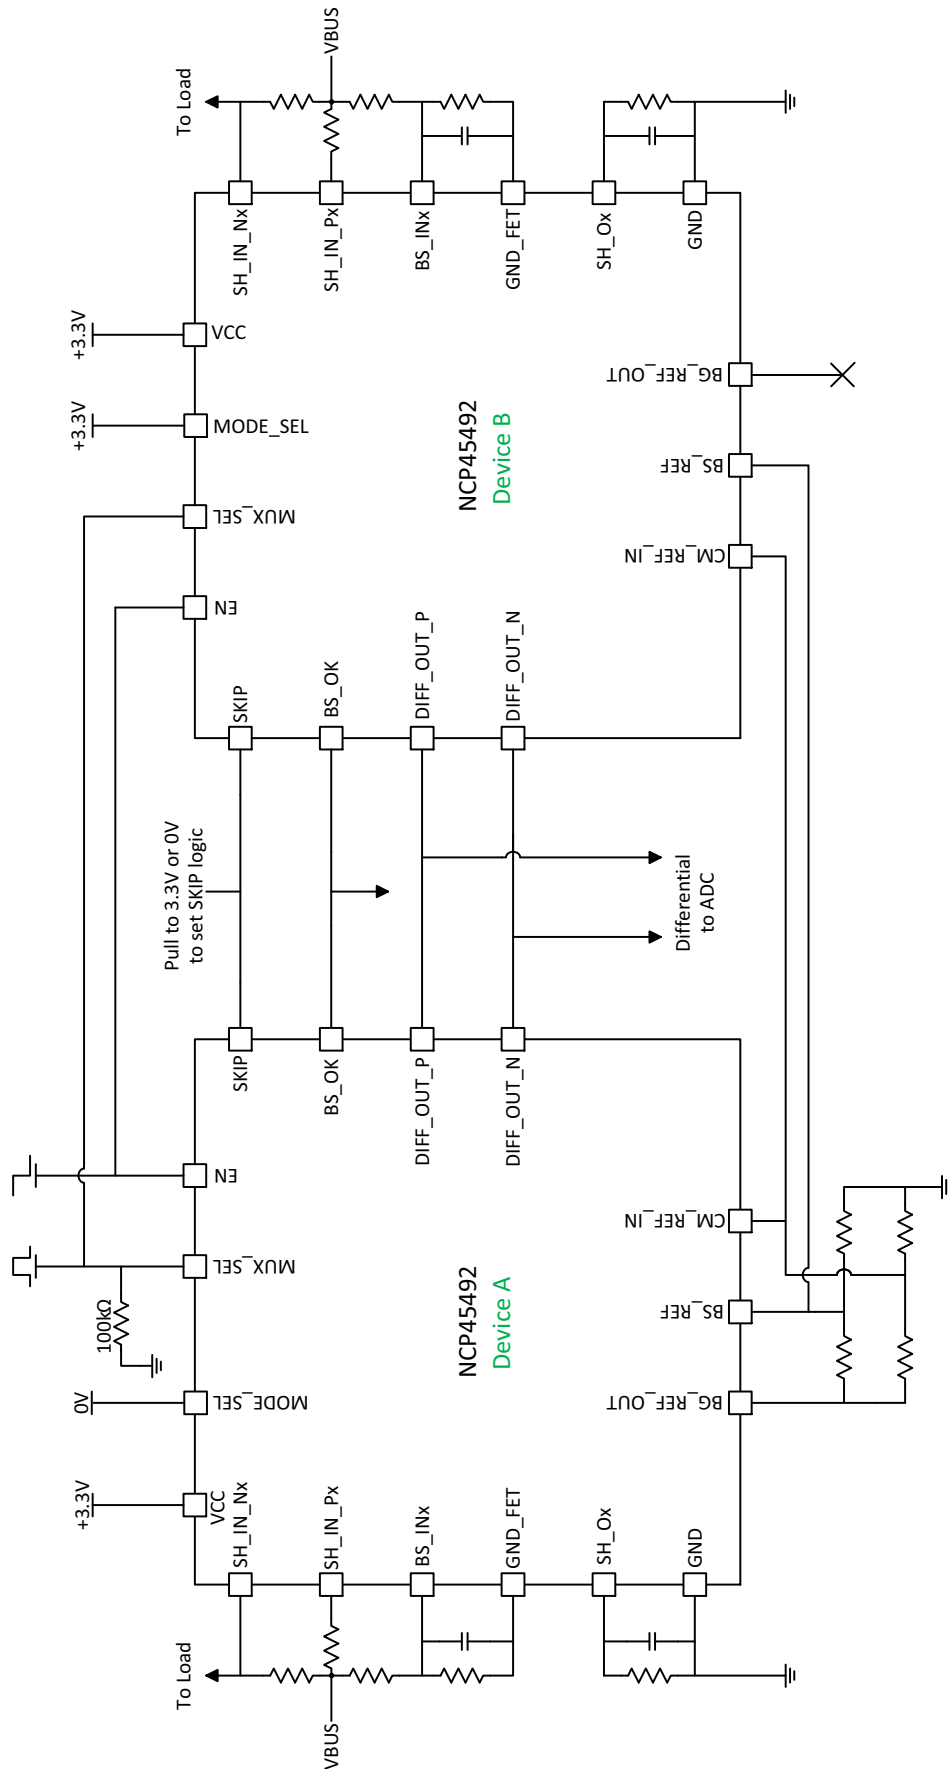 VBUS
To Load
SH_IN_Nx
SH_IN_Px
BS_INx
GND_FET
SH_Ox
GND
+3.3V
VCC
+3.3V
MODE_SEL
MUX_SEL
EN
NCP45492
Device B
BG_REF_OUT
BS_REF
CM_REF_IN
SKIP
BS_OK
DIFF_OUT_P
DIFF_OUT_N
Pull to 3.3V or 0V
to set SKIP logic
Differential
to ADC
SKIP
BS_OK
DIFF_OUT_P
DIFF_OUT_N
EN
MUX_SEL
100kΩ
0V
MODE_SEL
+3.3V
VCC
NCP45492
Device A
CM_REF_IN
BS_REF
BG_REF_OUT
SH_IN_Nx
SH_IN_Px
BS_INx
GND_FET
SH_Ox
GND
To Load
VBUS